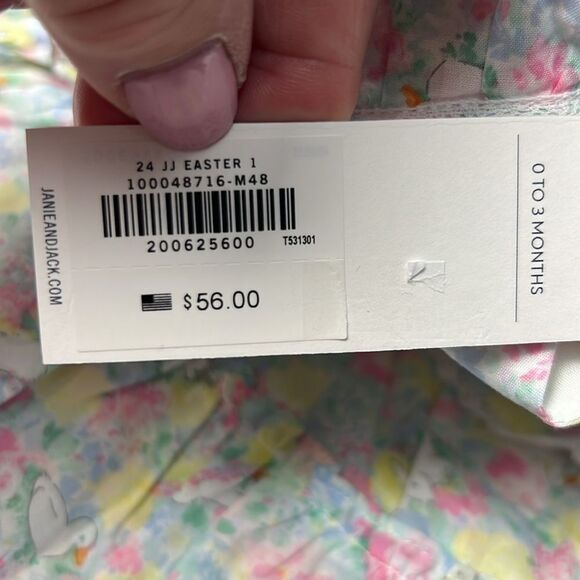 24 JJ EASTER 1
100048716-M48
200625600
T531301
$56.00
JANIEANDJACK.COM
0 TO 3 MONTHS